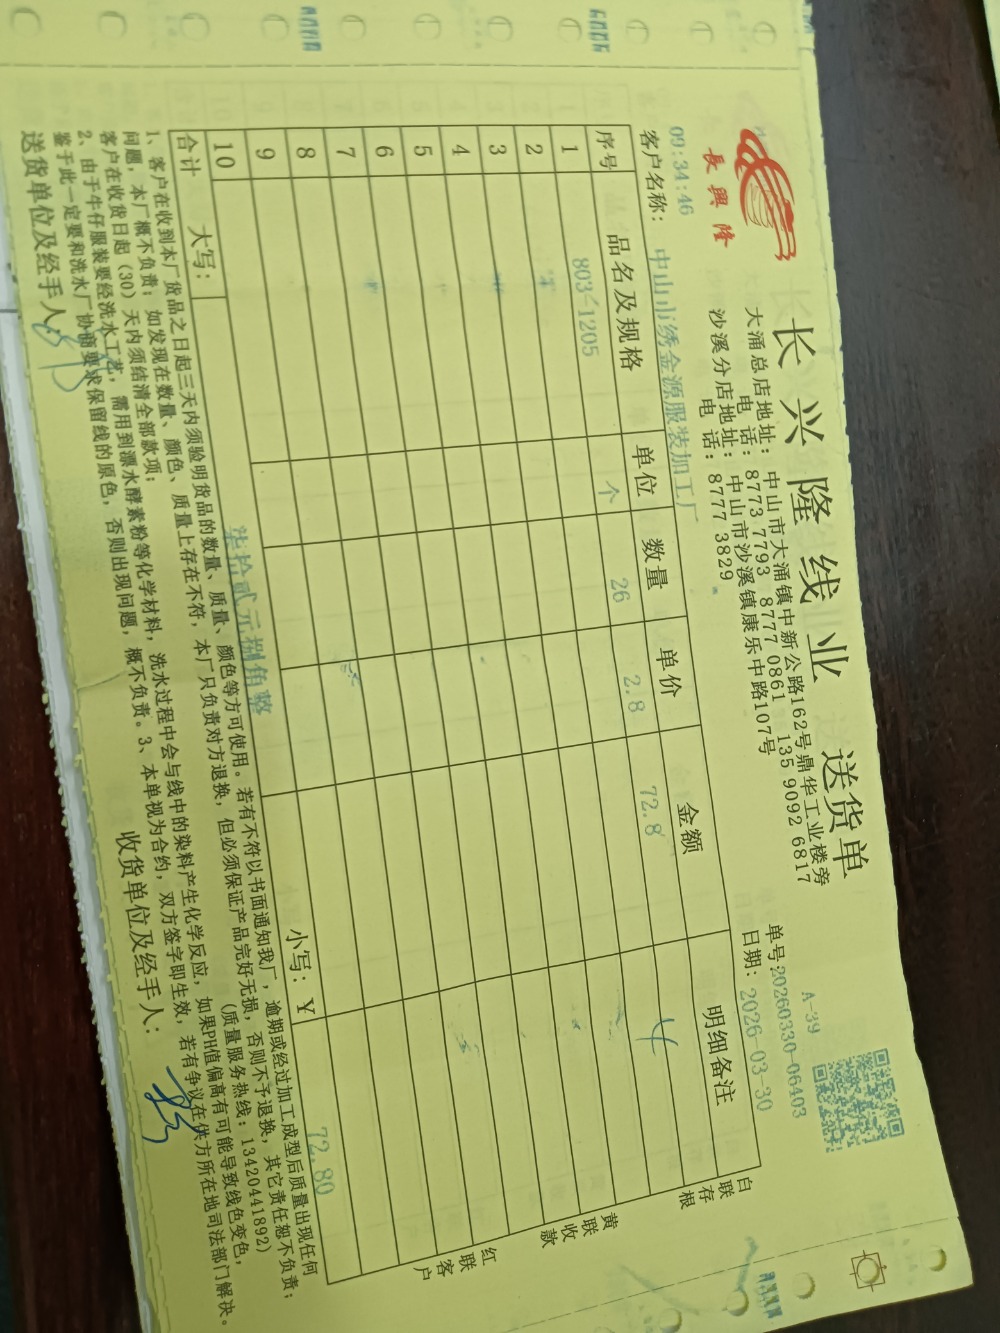 長興隆
长兴隆线业 送货单
大涌总店地址：中山市大涌镇中新公路162号鼎华工业楼旁
电 话：8773 7793 8777 0861 135 9092 6817
沙溪分店地址：中山市沙溪镇康乐中路107号
电 话：8777 3829
A-39
单号:20260330-06403
日期：2026-03-30
09:34:46
客户名称：中山市绣金源服装加工厂
序号 品名及规格 单位 数量 单价 金额 明细备注
1 803-1205 个 26 2.8 72.8
2
3
4
5
6
7
8
9
10
合计 大写：柒拾贰元捌角整 小写：¥ 72.80
白联存根
黄联收款
红联客户
1、客户在收到本厂货品之日起三天内须验明货品的数量、质量、颜色等方可使用。若有不符以书面通知我厂，逾期或经过加工成型后质量出现任何
问题，本厂概不负责；如发现在数量、颜色、质量上存在不符，本厂只负责对方退换，但必须保证产品完好无损，否则不予退换，其它责任恕不负责；
客户在收货日起（30）天内须结清全部款项； （质量服务热线：13420441892）
2、由于牛仔服装要经洗水工艺，需用到漂水酵素粉等化学材料，洗水过程中会与线中的染料产生化学反应，如果PH值偏高有可能导致线色变色，
鉴于此一定要和洗水厂协商要求保留线的原色，否则出现问题，概不负责。3、本单视为合约，双方签字即生效，若有争议在供方所在地司法部门解决。
送货单位及经手人： 收货单位及经手人：